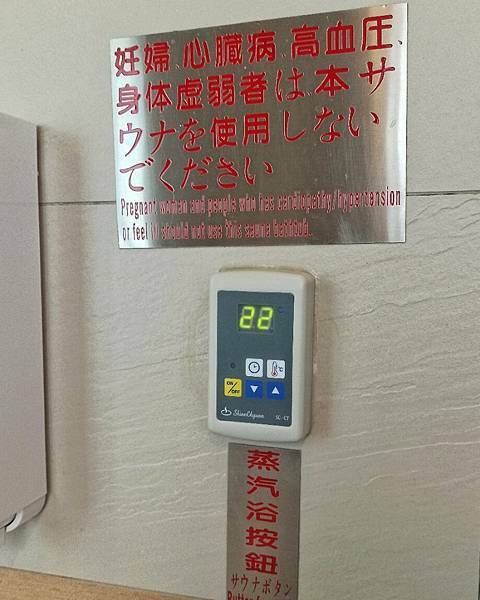 妊婦、心臓病、高血圧、
身体虚弱者は本サ
ウナを使用しない
でください
Pregnant women and people who has cardiopathy/hypertension
or feel ill should not use this sauna bathtub.
22
℃
ON/OFF
ShineChyuan
SC-CT
蒸
汽
浴
按
鈕
サウナボタン
Button